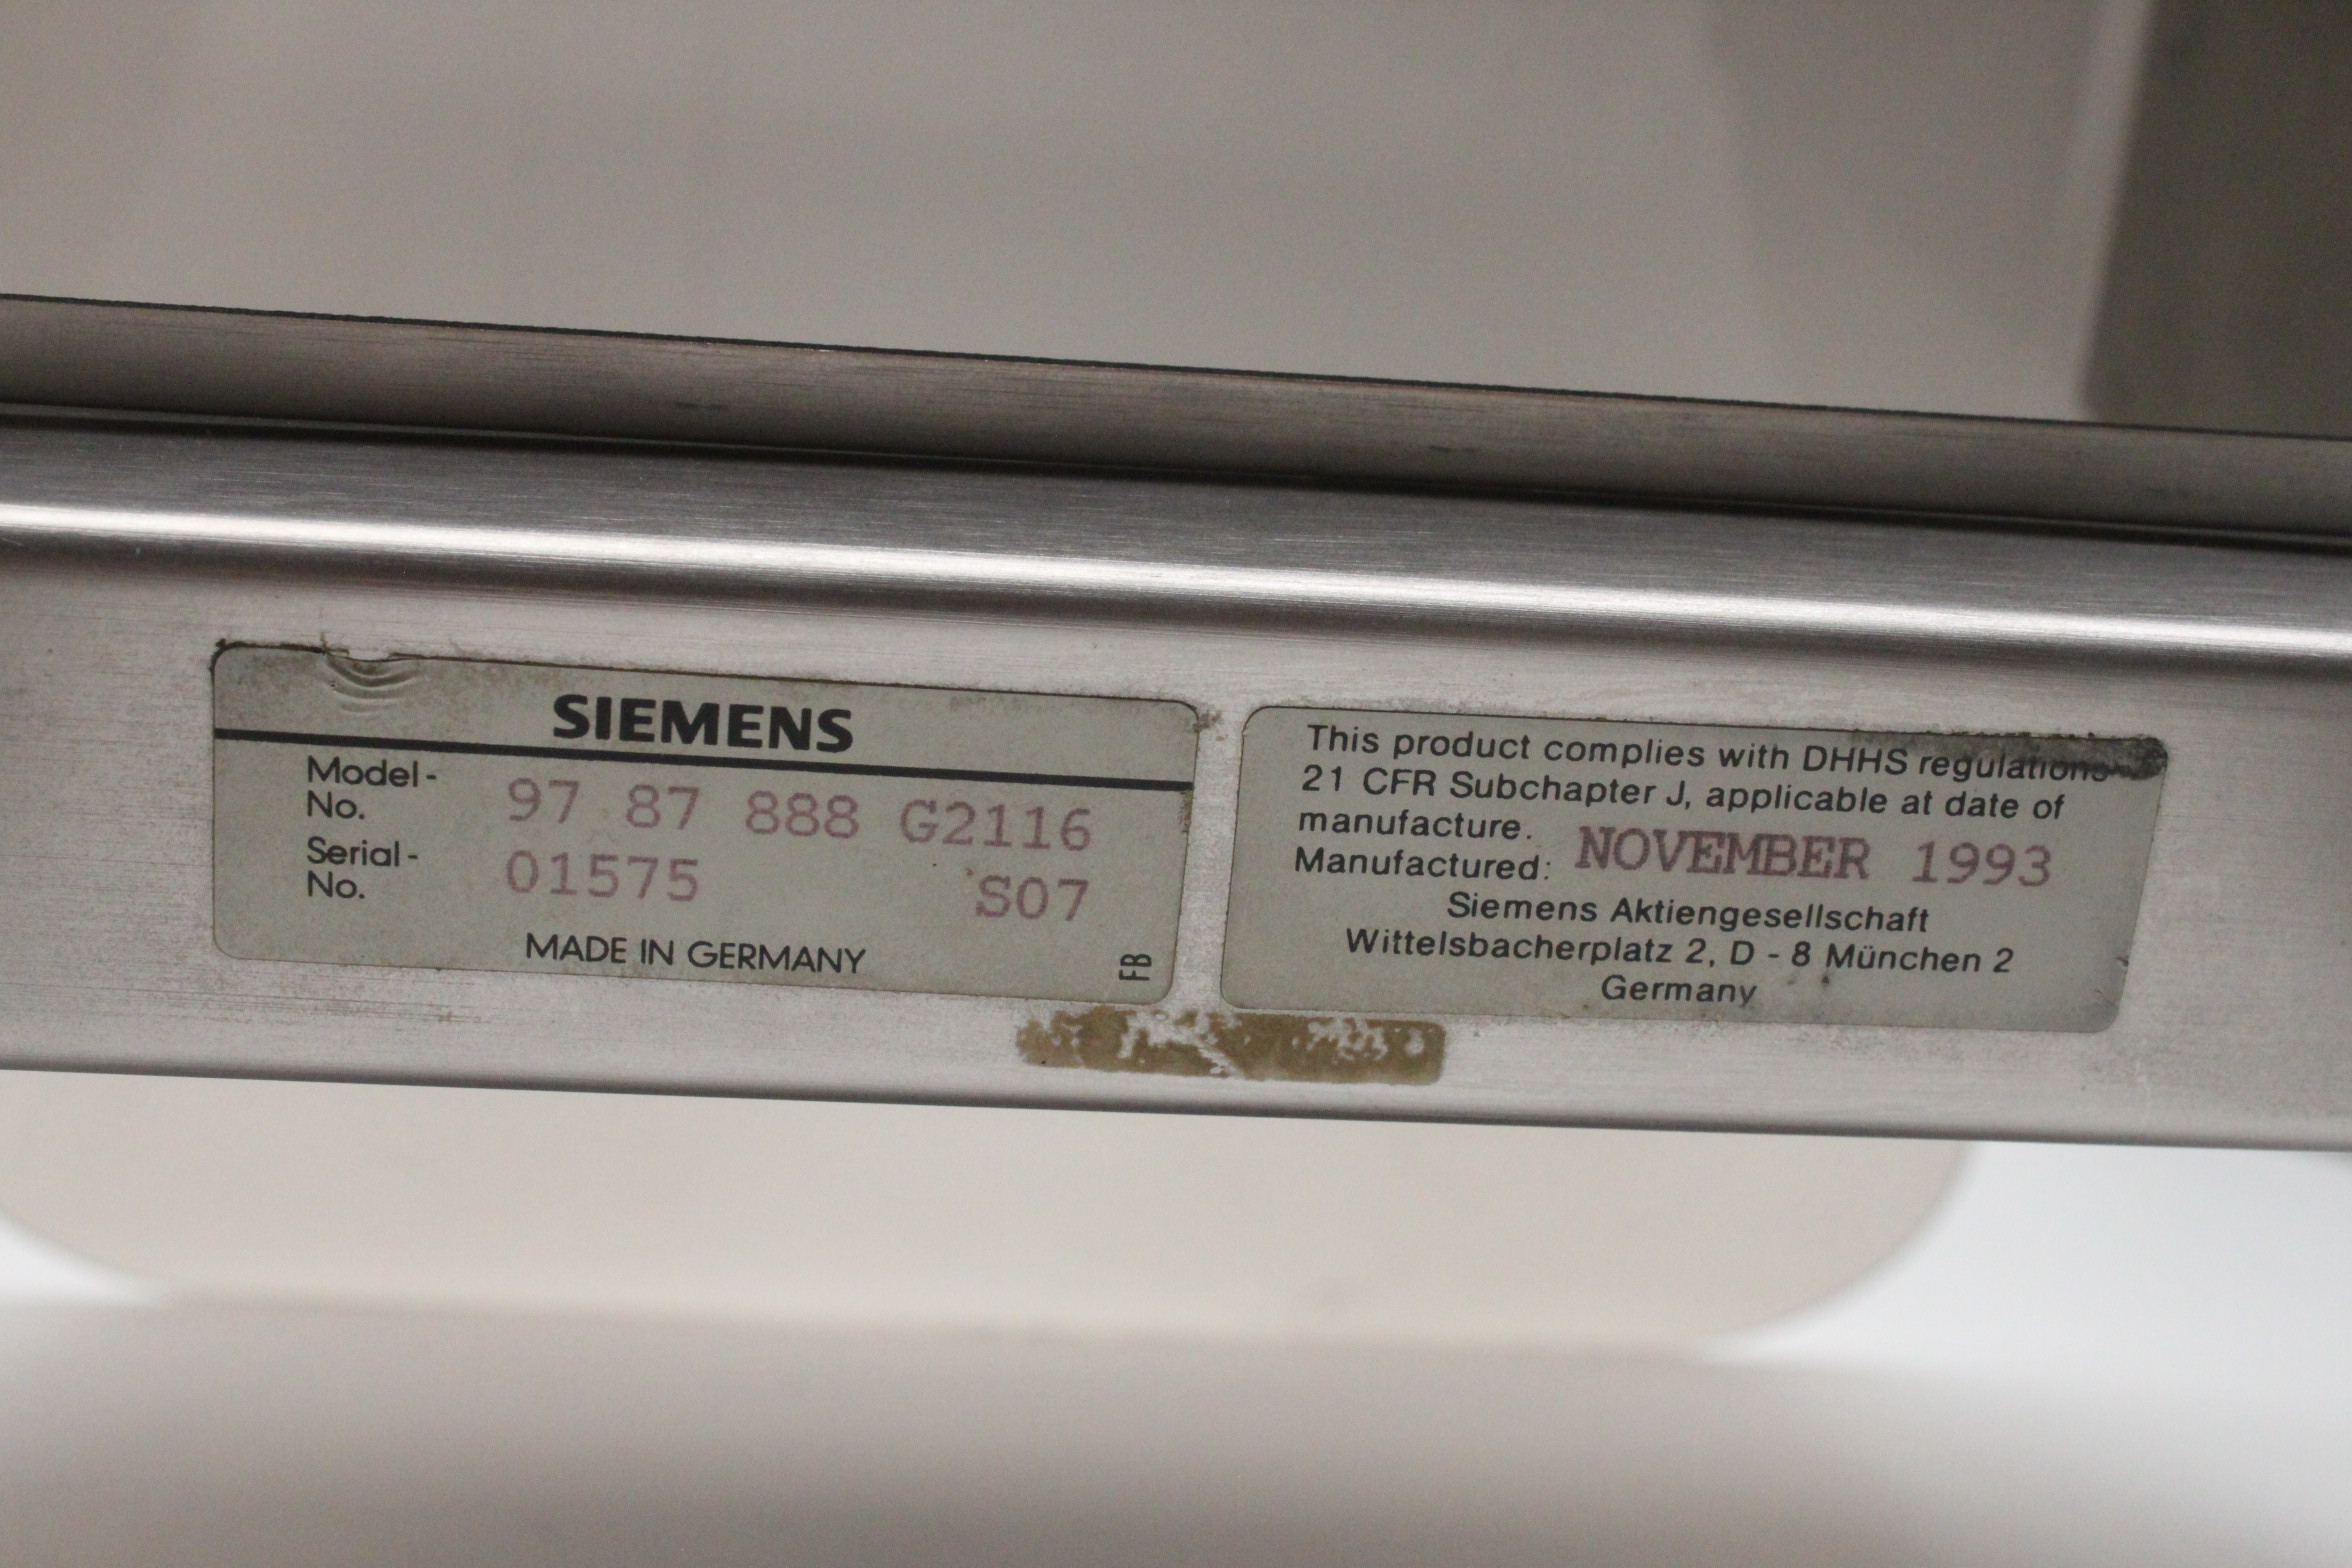 SIEMENS
Model-
No. 97 87 888 G2116
Serial-
No. 01575 S07
MADE IN GERMANY
FB
This product complies with DHHS regulations
21 CFR Subchapter J, applicable at date of
manufacture.
Manufactured: NOVEMBER 1993
Siemens Aktiengesellschaft
Wittelsbacherplatz 2, D - 8 München 2
Germany